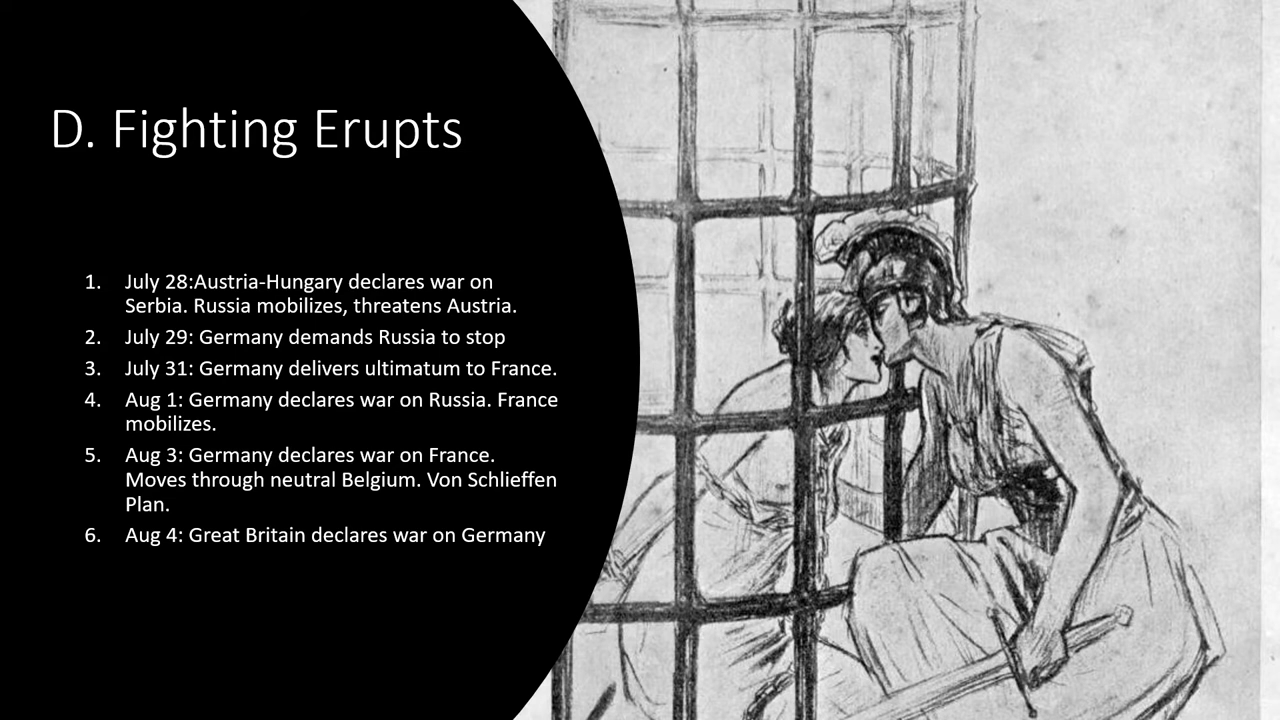 D. Fighting Erupts
1. July 28:Austria-Hungary declares war on
Serbia. Russia mobilizes, threatens Austria.
2. July 29: Germany demands Russia to stop
3. July 31: Germany delivers ultimatum to France.
4. Aug 1: Germany declares war on Russia. France
mobilizes.
5. Aug 3: Germany declares war on France.
Moves through neutral Belgium. Von Schlieffen
Plan.
6. Aug 4: Great Britain declares war on Germany